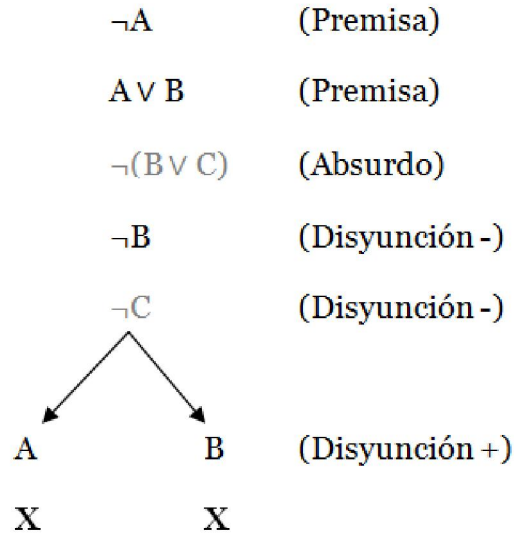 ¬A (Premisa)
A ∨ B (Premisa)
¬(B ∨ C) (Absurdo)
¬B (Disyunción -)
¬C (Disyunción -)
A B (Disyunción +)
X X